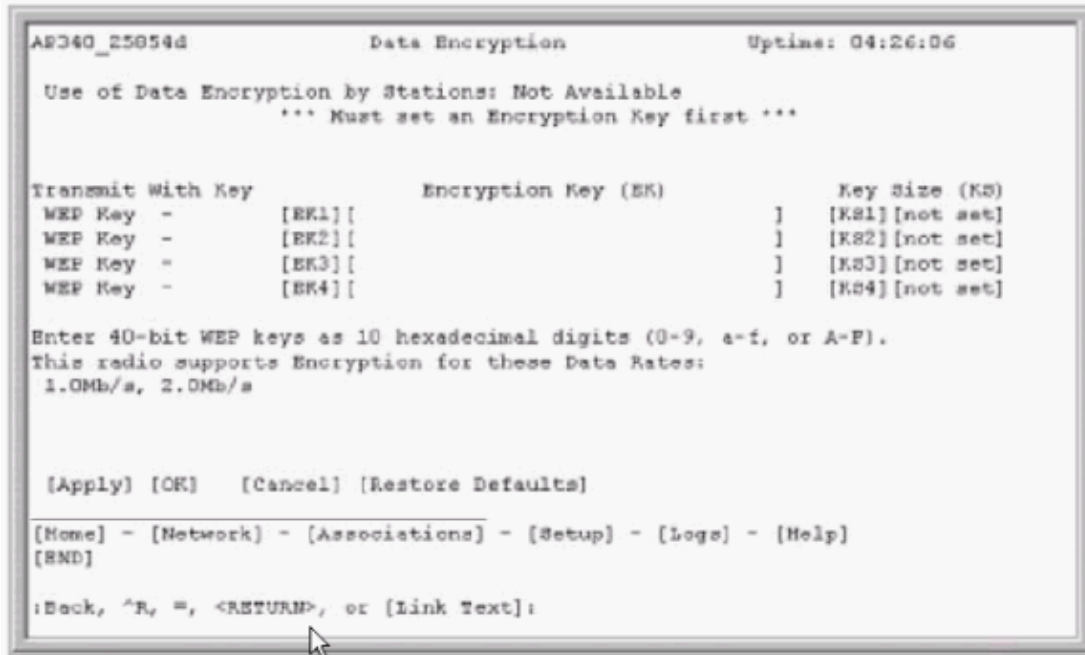 AP340_25854d Data Encryption Uptime: 04:26:06
Use of Data Encryption by Stations: Not Available
*** Must set an Encryption Key first ***
Transmit With Key Encryption Key (EK) Key Size (KS)
WEP Key - [EK1][ ] [KS1][not set]
WEP Key - [EK2][ ] [KS2][not set]
WEP Key - [EK3][ ] [KS3][not set]
WEP Key - [EK4][ ] [KS4][not set]
Enter 40-bit WEP keys as 10 hexadecimal digits (0-9, a-f, or A-F).
This radio supports Encryption for these Data Rates:
1.0Mb/s, 2.0Mb/s
[Apply] [OK] [Cancel] [Restore Defaults]
[Home] - [Network] - [Associations] - [Setup] - [Logs] - [Help]
[END]
:Back, ^R, =, <RETURN>, or [Link Text]: